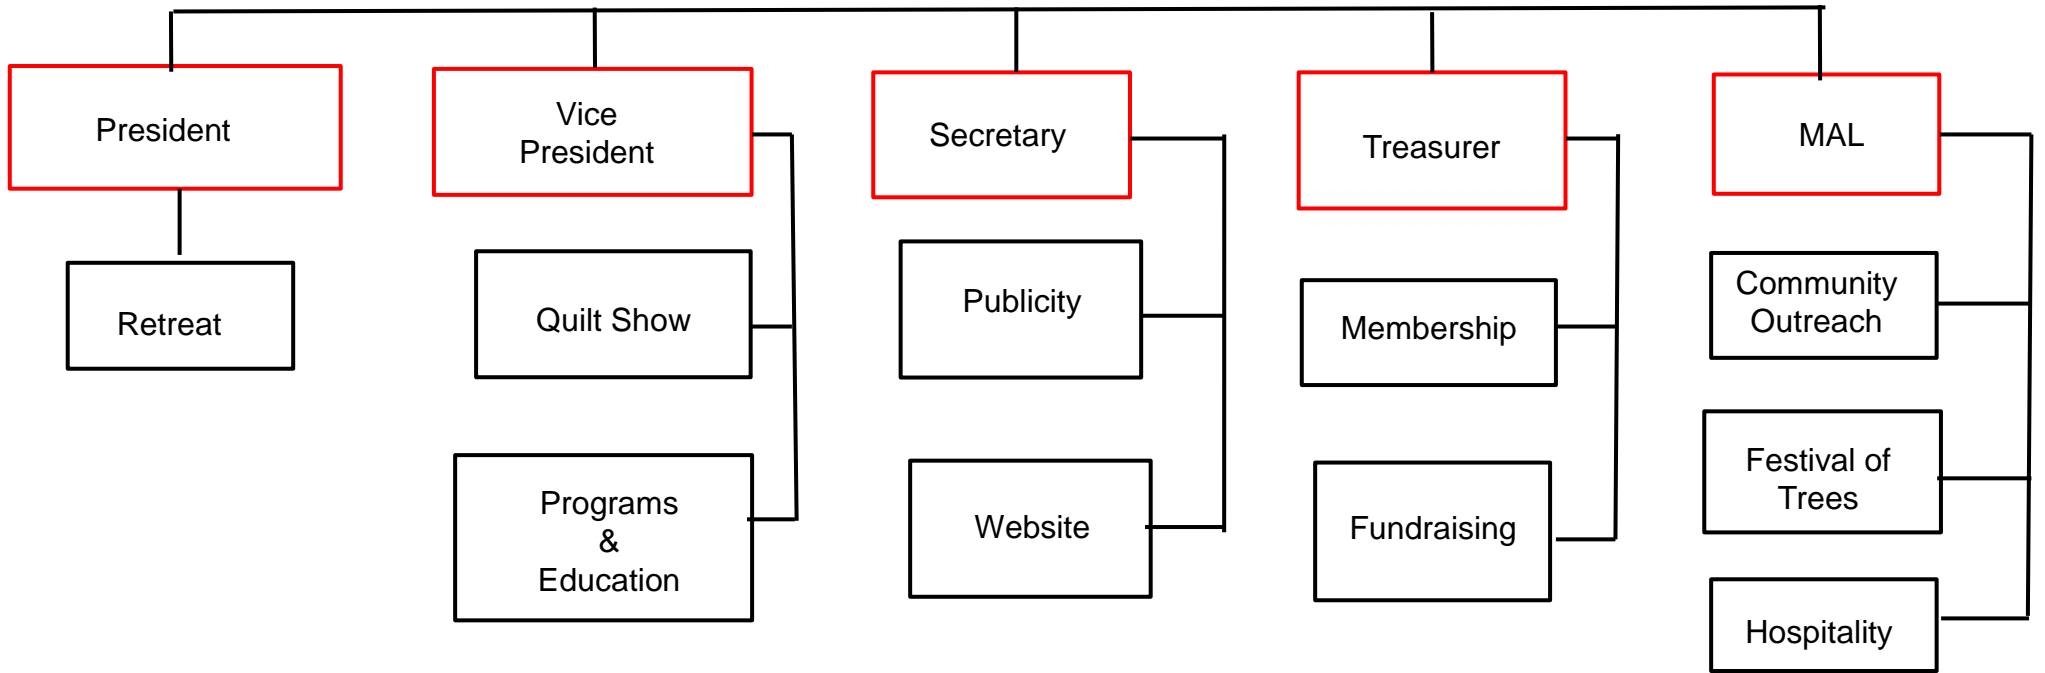 President
Vice
President
Secretary
Treasurer
MAL
Retreat
Quilt Show
Publicity
Membership
Community
Outreach
Programs
&
Education
Website
Fundraising
Festival of
Trees
Hospitality